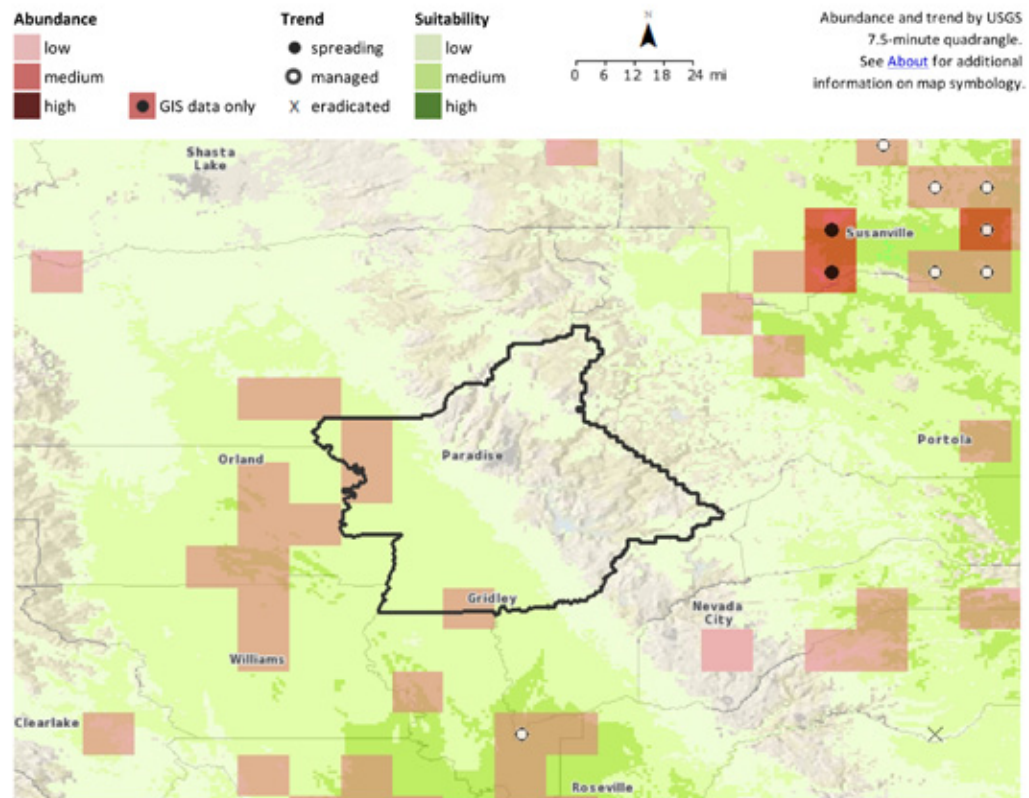 Abundance
low
medium
high
GIS data only
Trend
spreading
managed
eradicated
Suitability
low
medium
high
N
0 6 12 18 24 mi
Abundance and trend by USGS
7.5-minute quadrangle.
See About for additional
information on map symbology.
Shasta
Lake
Susanville
Orland
Paradise
Portola
Gridley
Nevada
City
Williams
Clearlake
Roseville